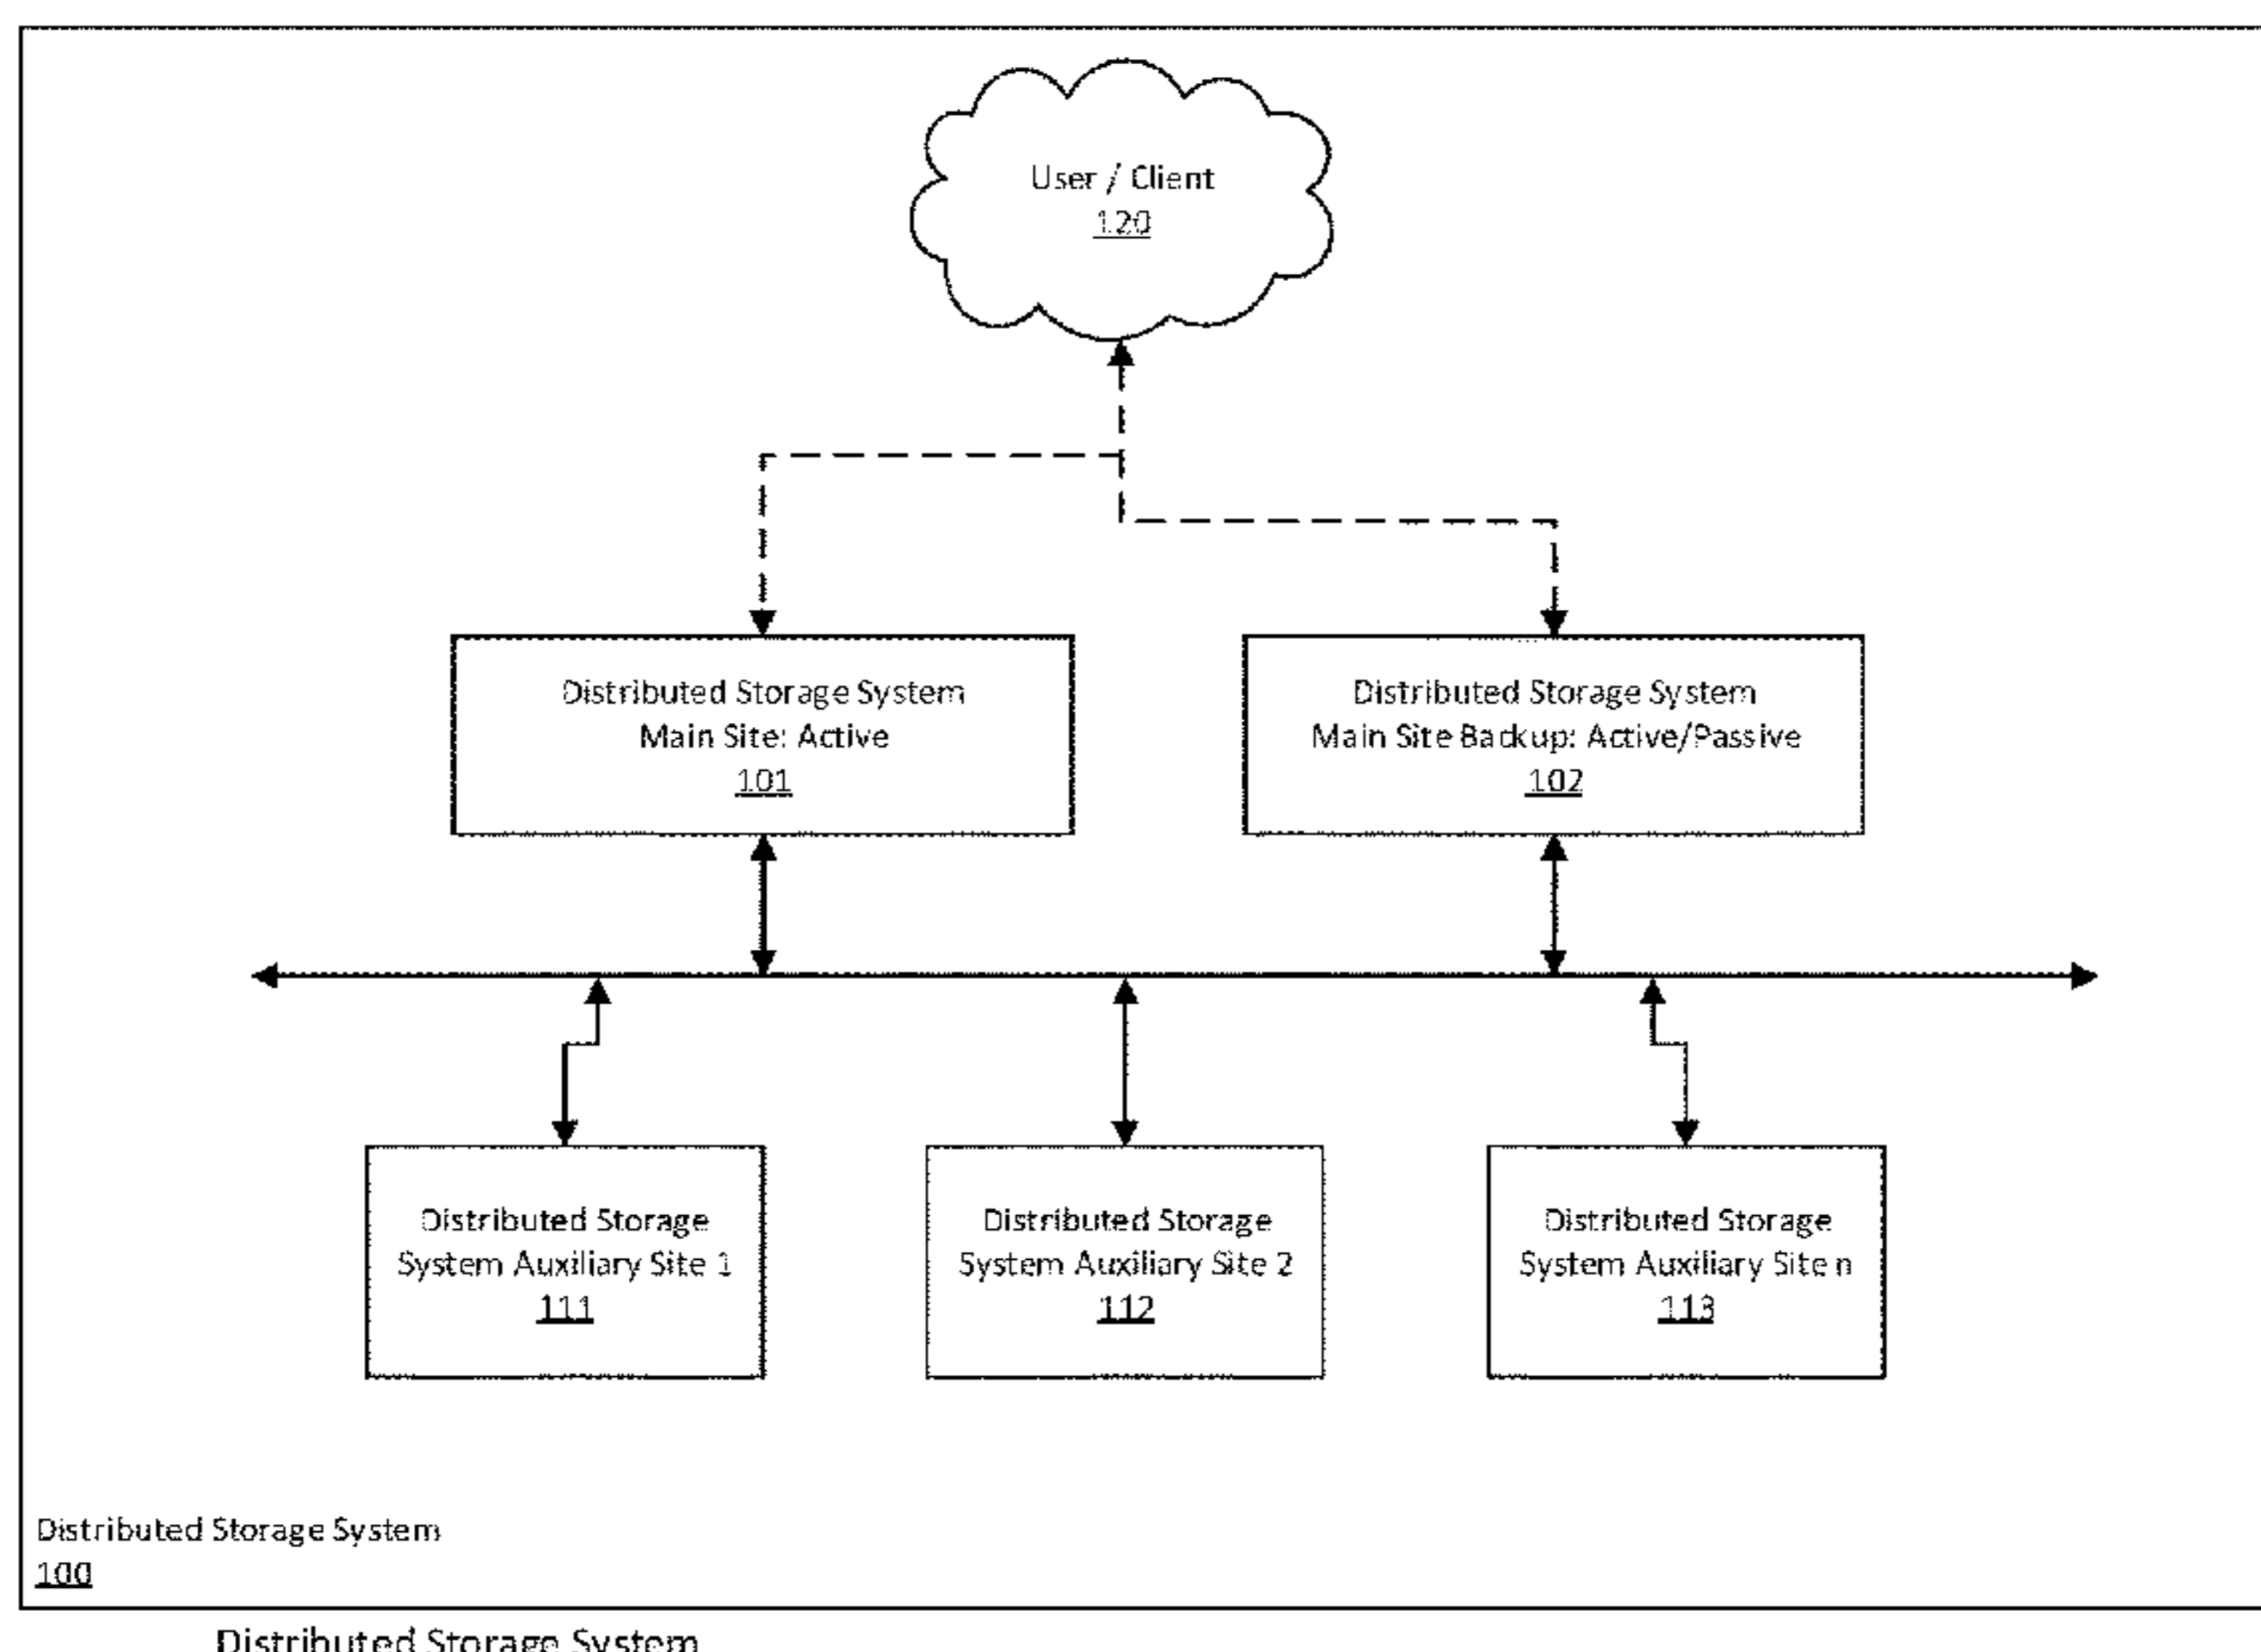 User / Client
120
Distributed Storage System
Main Site: Active
101
Distributed Storage System
Main Site Backup: Active/Passive
102
Distributed Storage
System Auxiliary Site 1
111
Distributed Storage
System Auxiliary Site 2
112
Distributed Storage
System Auxiliary Site n
113
Distributed Storage System
100
Distributed Storage System